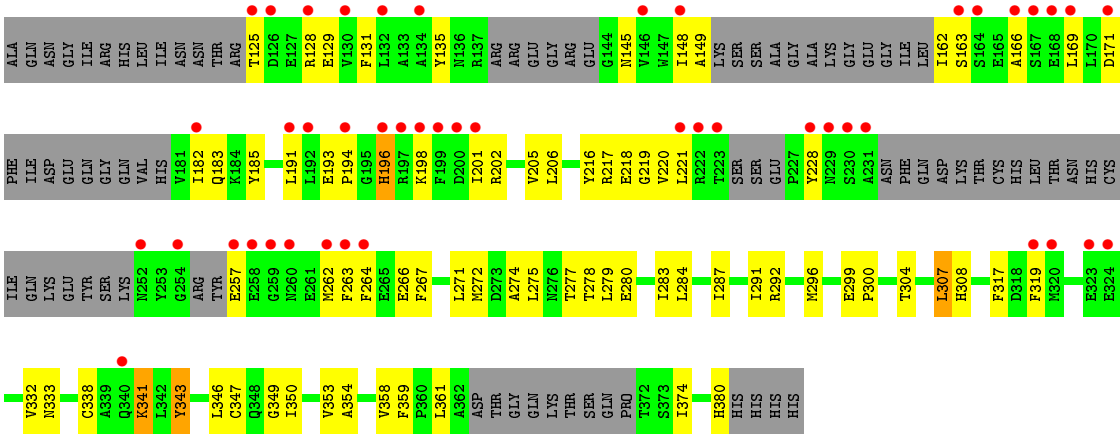 ALA GLN ASN GLY ILE ARG HIS LEU ILE ASN ASN THR ARG T125 D126 E127 R128 E129 V130 F131 L132 A133 A134 Y135 N136 R137 ARG ARG GLU GLY ARG GLU G144 N145 V146 W147 I148 A149 LYS SER SER ALA GLY ALA LYS GLY GLU GLY ILE LEU I162 S163 S164 E165 A166 S167 E168 L169 L170 D171
PHE ILE ASP GLU GLN GLY GLN VAL HIS V181 I182 Q183 K184 Y185 L191 L192 E193 P194 G195 H196 R197 K198 F199 D200 I201 R202 V205 L206 Y216 R217 E218 G219 V220 L221 R222 T223 SER SER GLU P227 Y228 N229 S230 A231 ASN PHE GLN ASP LYS THR CYS HIS LEU THR ASN HIS CYS
ILE GLN LYS GLU TYR SER LYS N252 Y253 G254 ARG TYR E257 E258 G259 N260 E261 M262 F263 F264 E265 E266 F267 L271 M272 D273 A274 L275 N276 T277 T278 L279 E280 I283 L284 I287 I291 R292 M296 E299 P300 T304 L307 H308 F317 D318 F319 M320 E323 E324
V332 N333 C338 A339 Q340 K341 L342 Y343 L346 C347 Q348 G349 I350 V353 A354 V358 F359 P360 L361 A362 ASP THR GLY GLN LYS THR SER GLN PRO T372 S373 I374 H380 HIS HIS HIS HIS